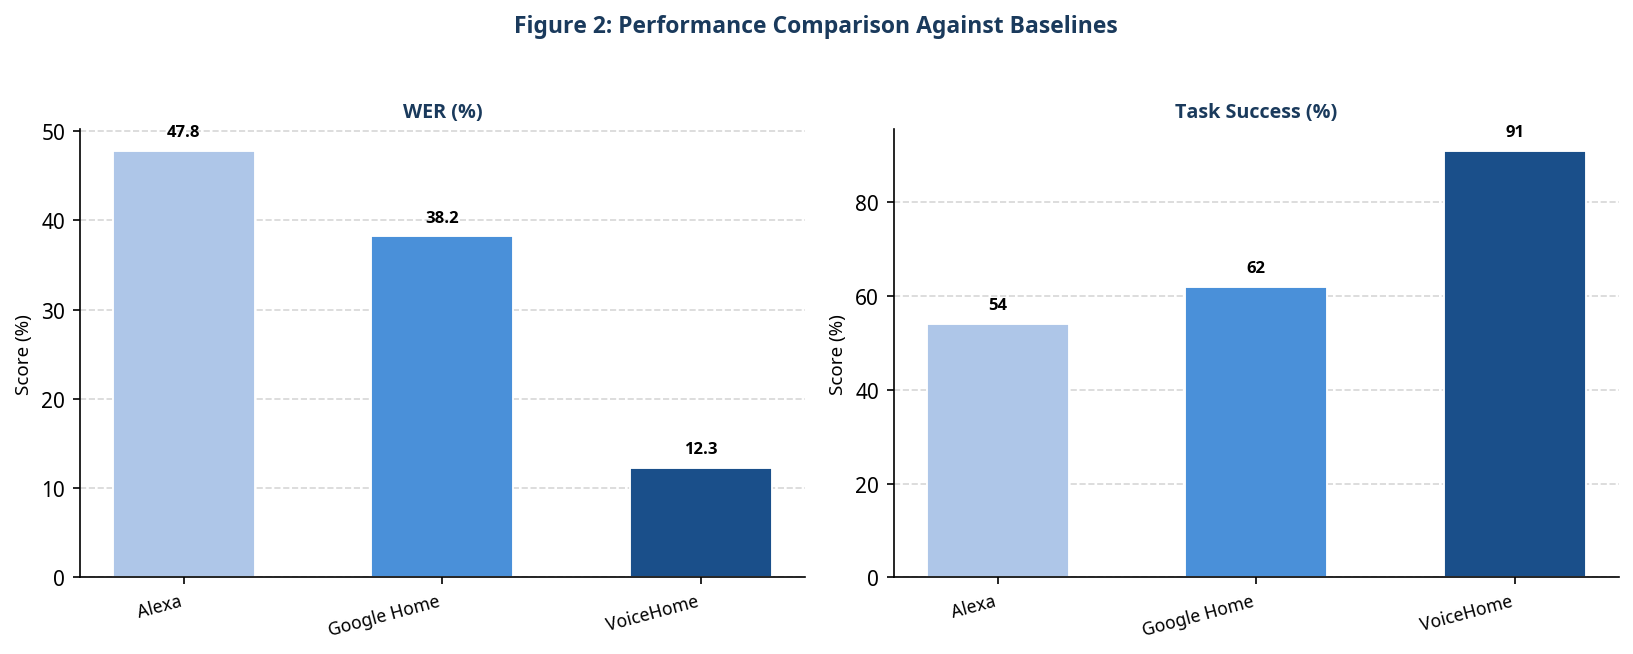 Figure 2: Performance Comparison Against Baselines
WER (%)
Score (%)
50
40
30
20
10
0
47.8
38.2
12.3
Alexa
Google Home
VoiceHome
Task Success (%)
Score (%)
80
60
40
20
0
54
62
91
Alexa
Google Home
VoiceHome